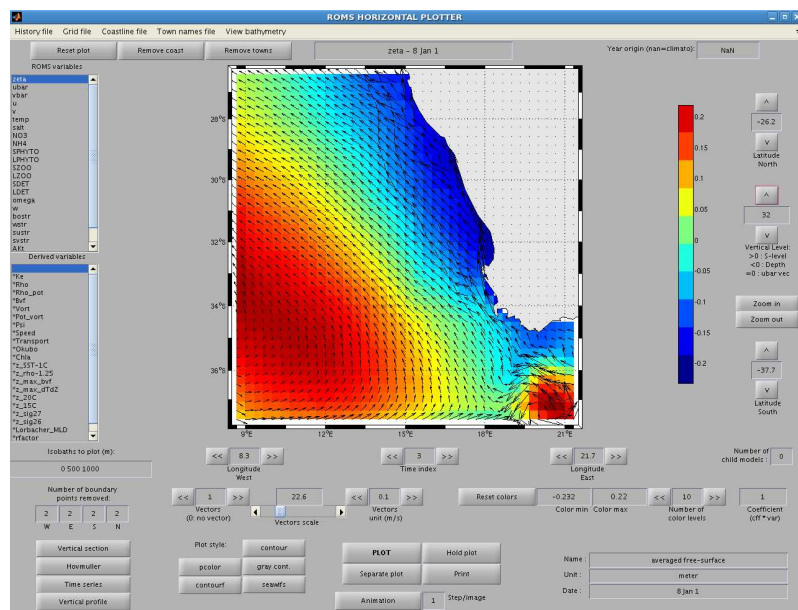 ROMS HORIZONTAL PLOTTER
History file Grid file Coastline file Town names file View bathymetry
Reset plot Remove coast Remove towns zeta - 8 Jan 1 Year origin (nan=climato): NaN
ROMS variables
zeta
ubar
vbar
u
v
temp
salt
NO3
NH4
SPHYTO
LPHYTO
SZOO
LZOO
SDET
LDET
omega
w
bostr
wstr
sustr
svstr
AKt
Derived variables
*Ke
*Rho
*Rho_pot
*Bvf
*Vort
*Pot_vort
*Psi
*Speed
*Transport
*Okubo
*Chla
*z_SST-1C
*z_rho-1.25
*z_max_bvf
*z_max_dTdZ
*z_20C
*z_15C
*z_sig27
*z_sig26
*Lorbacher_MLD
*rfactor
28°S
30°S
32°S
34°S
36°S
9°E 12°E 15°E 18°E 21°E
0.2
0.15
0.1
0.05
0
-0.05
-0.1
-0.15
-0.2
^
-26.2
v
Latitude
North
^
32
v
Vertical Level:
>0 : S-level
<0 : Depth
=0 : ubar vec
Zoom in
Zoom out
^
-37.7
v
Latitude
South
Isobaths to plot (m):
0 500 1000
<< 8.3 >>
Longitude
West
<< 3 >>
Time index
<< 21.7 >>
Longitude
East
Number of
child models : 0
Number of boundary
points removed:
2 2 2 2
W E S N
<< 1 >>
Vectors
(0: no vector)
22.6
Vectors scale
<< 0.1 >>
Vectors
unit (m/s)
Reset colors -0.232 0.22
Color min Color max
<< 10 >>
Number of
color levels
1
Coefficient
(cff * var)
Vertical section
Hovmuller
Time series
Vertical profile
Plot style: contour
pcolor gray cont.
contourf seawfs
PLOT Hold plot
Separate plot Print
Animation 1 Step/Image
Name : averaged free-surface
Unit : meter
Date : 8 Jan 1